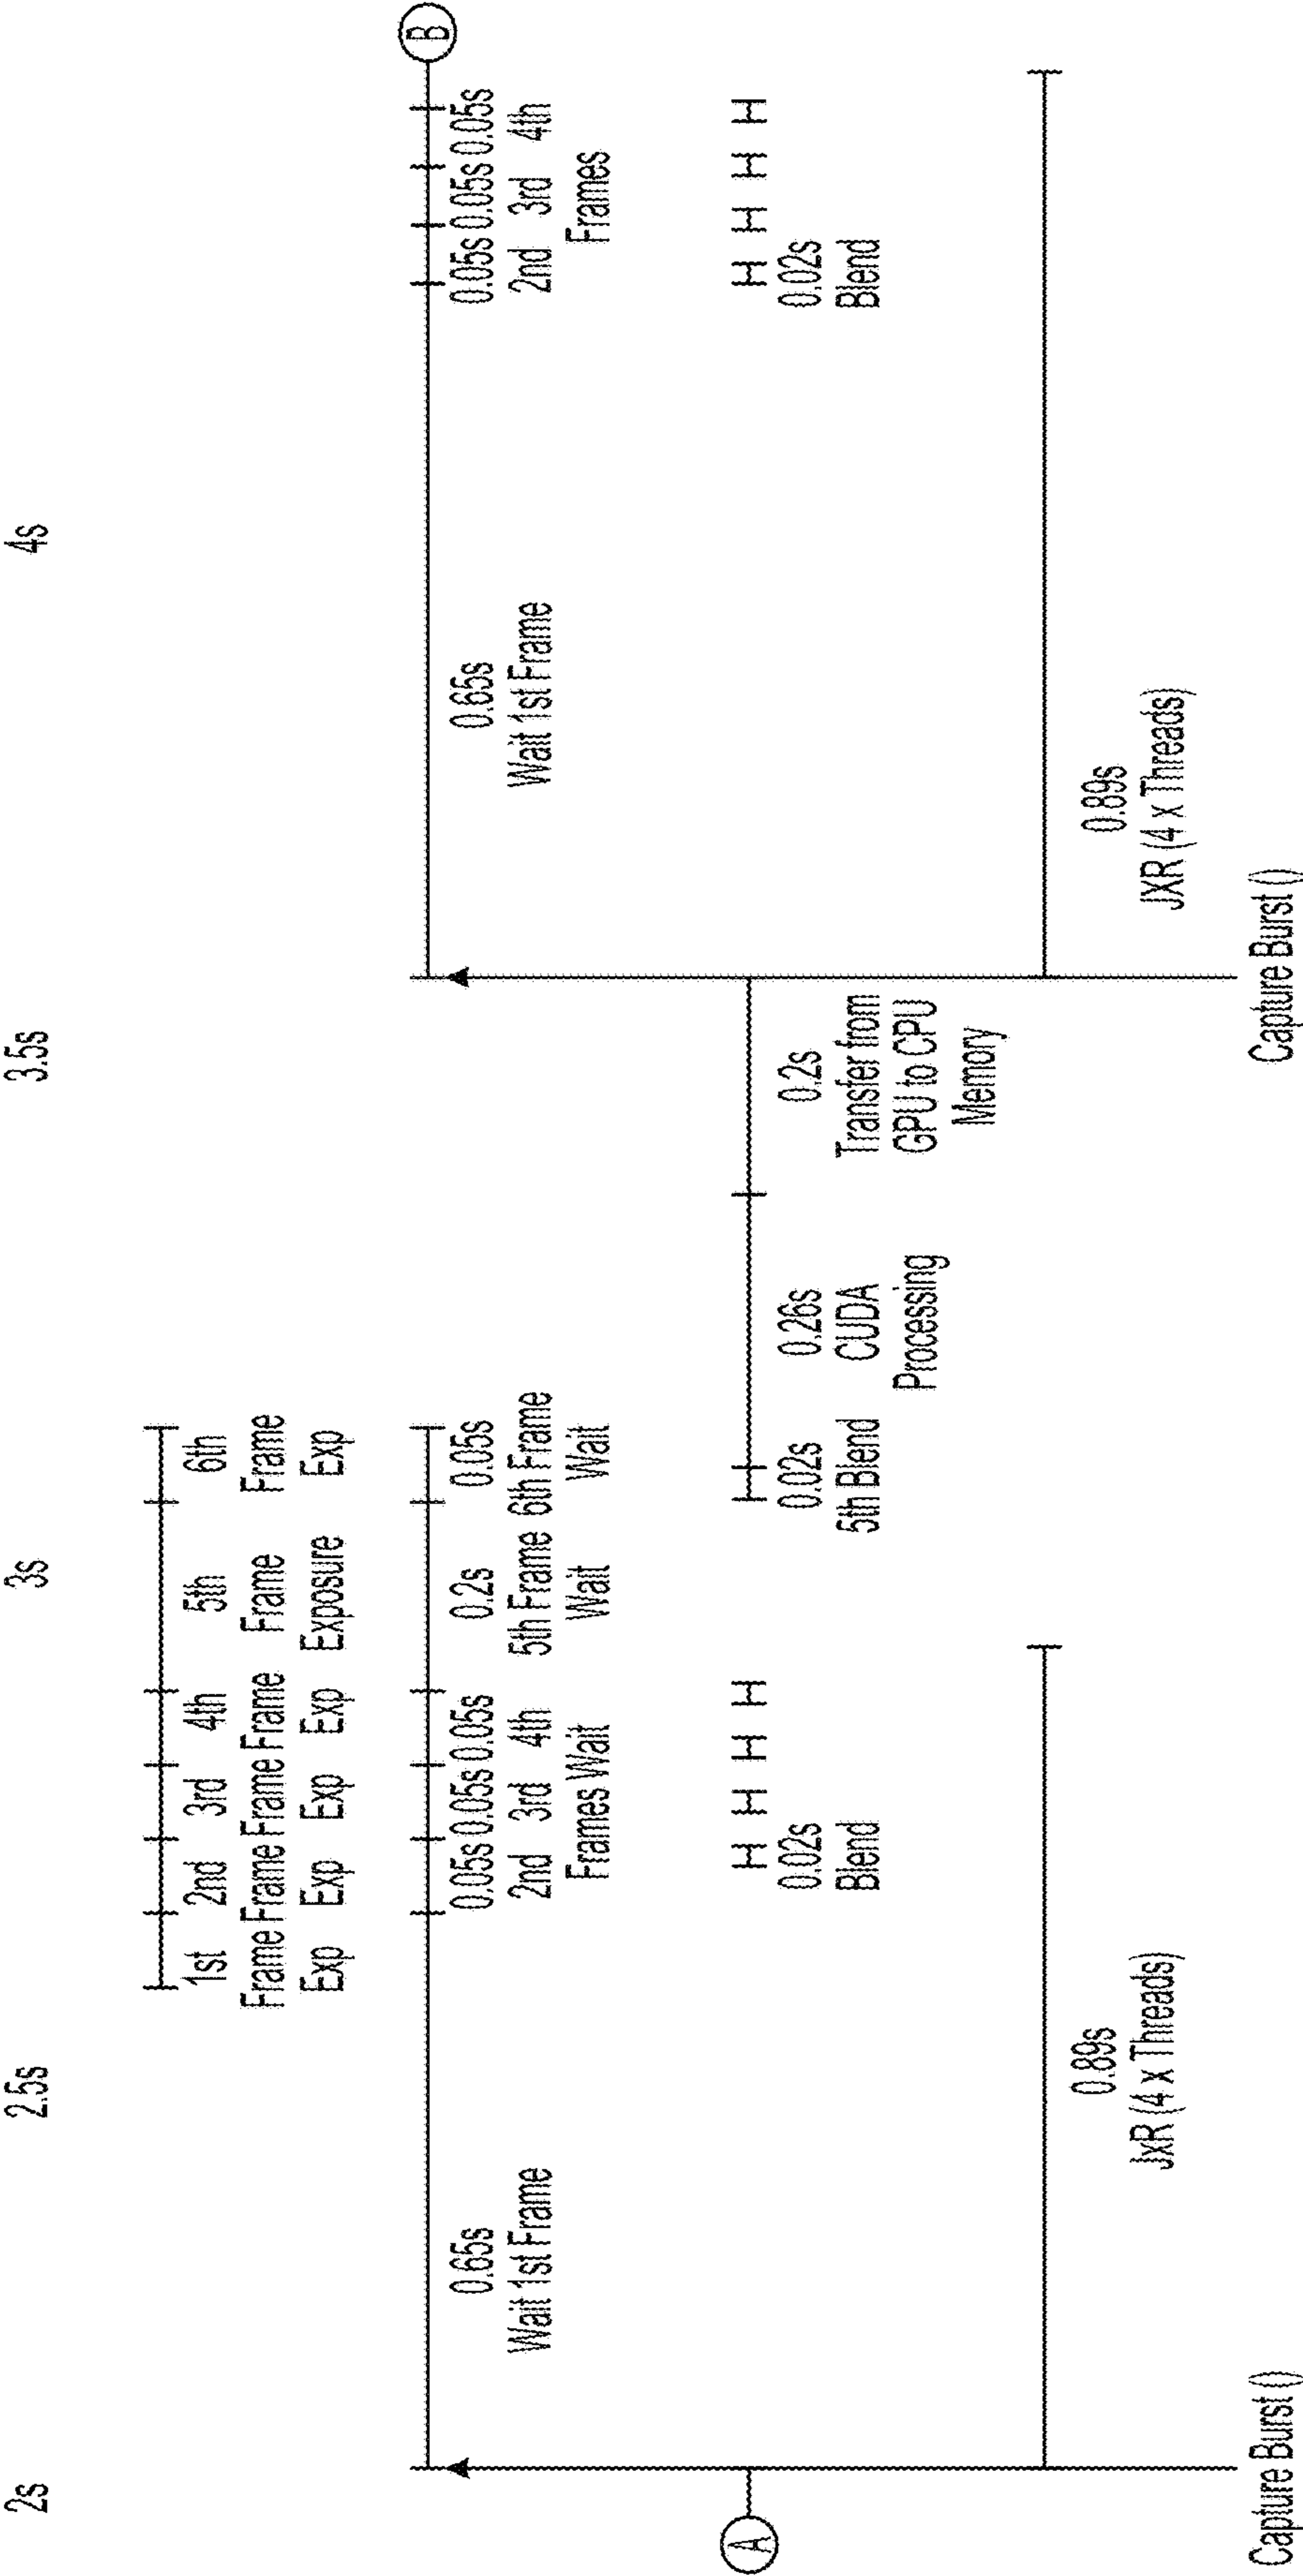 2s
2.5s
3s
3.5s
4s
1st 2nd 3rd 4th 5th 6th
Frame Frame Frame Frame Frame Frame
Exp Exp Exp Exp Exposure Exp
B
0.65s 0.05s 0.05s 0.05s 0.2s 0.05s 0.65s 0.05s 0.05s 0.05s
Wait 1st Frame 2nd 3rd 4th 5th Frame 6th Frame Wait 1st Frame 2nd 3rd 4th
Frames Wait Wait Wait Frames
A
0.02s 0.02s 0.26s 0.2s 0.02s
Blend 5th Blend CUDA Transfer from Blend
Processing GPU to CPU
Memory
0.89s 0.89s
JxR (4 x Threads) JXR (4 x Threads)
Capture Burst () Capture Burst ()